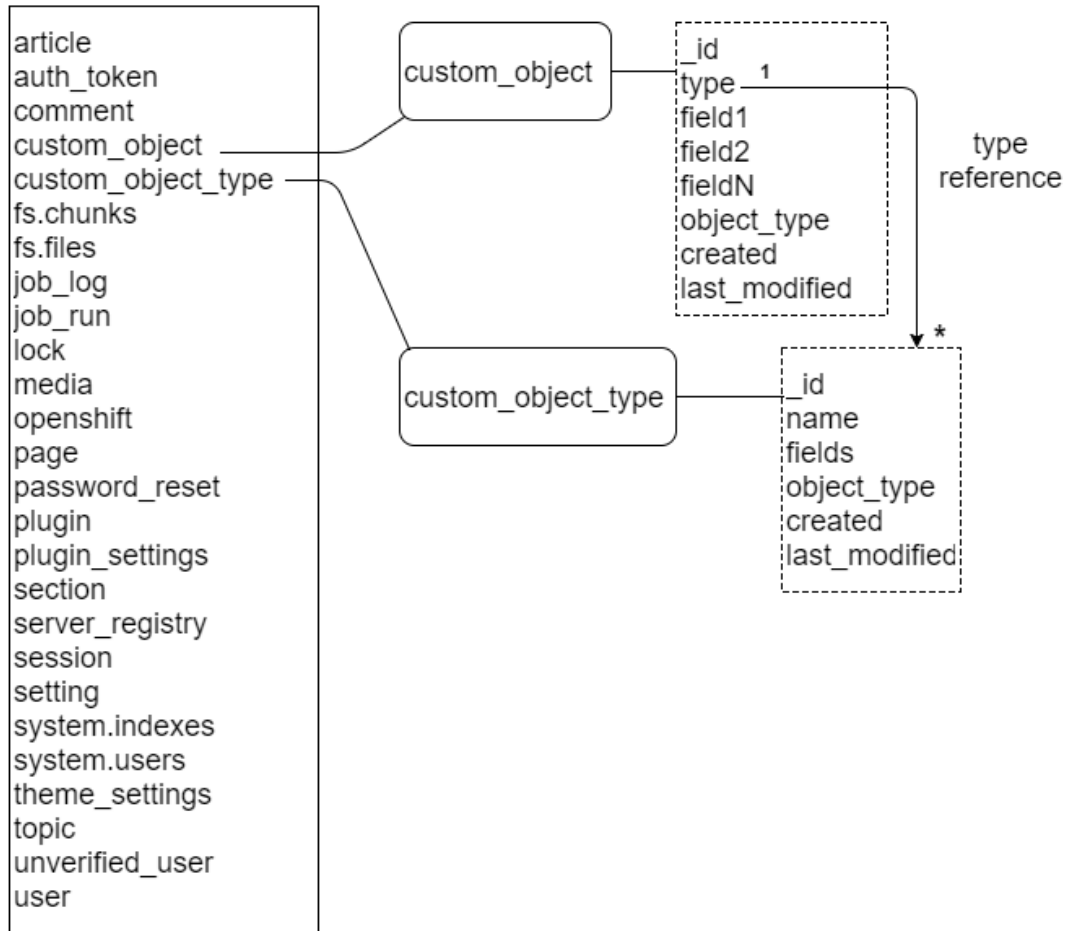 article
auth_token
comment
custom_object
custom_object_type
fs.chunks
fs.files
job_log
job_run
lock
media
openshift
page
password_reset
plugin
plugin_settings
section
server_registry
session
setting
system.indexes
system.users
theme_settings
topic
unverified_user
user
custom_object
_id
type 1
field1
field2
fieldN
object_type
created
last_modified
type
reference
*
custom_object_type
_id
name
fields
object_type
created
last_modified